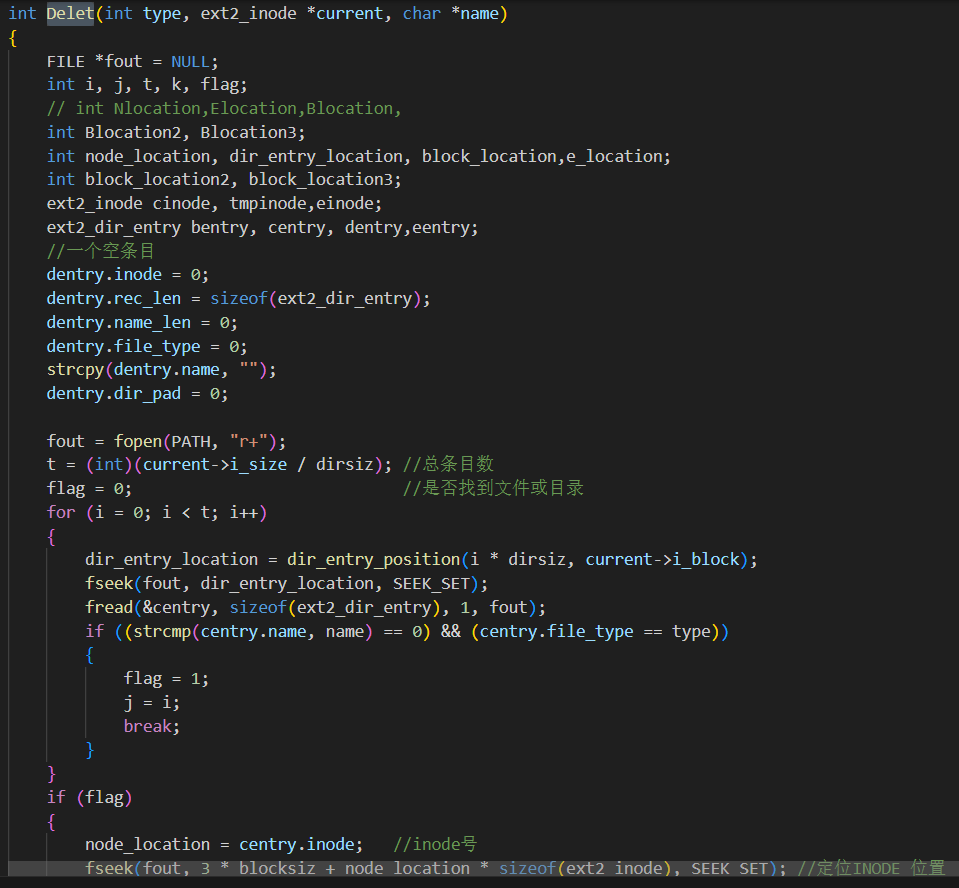 int Delet(int type, ext2_inode *current, char *name)
{
    FILE *fout = NULL;
    int i, j, t, k, flag;
    // int Nlocation,Elocation,Blocation,
    int Blocation2, Blocation3;
    int node_location, dir_entry_location, block_location,e_location;
    int block_location2, block_location3;
    ext2_inode cinode, tmpinode,einode;
    ext2_dir_entry bentry, centry, dentry,eentry;
    //一个空条目
    dentry.inode = 0;
    dentry.rec_len = sizeof(ext2_dir_entry);
    dentry.name_len = 0;
    dentry.file_type = 0;
    strcpy(dentry.name, "");
    dentry.dir_pad = 0;

    fout = fopen(PATH, "r+");
    t = (int)(current->i_size / dirsiz); //总条目数
    flag = 0;                            //是否找到文件或目录
    for (i = 0; i < t; i++)
    {
        dir_entry_location = dir_entry_position(i * dirsiz, current->i_block);
        fseek(fout, dir_entry_location, SEEK_SET);
        fread(&centry, sizeof(ext2_dir_entry), 1, fout);
        if ((strcmp(centry.name, name) == 0) && (centry.file_type == type))
        {
            flag = 1;
            j = i;
            break;
        }
    }
    if (flag)
    {
        node_location = centry.inode;   //inode号
        fseek(fout, 3 * blocksiz + node_location * sizeof(ext2_inode), SEEK_SET); //定位INODE 位置